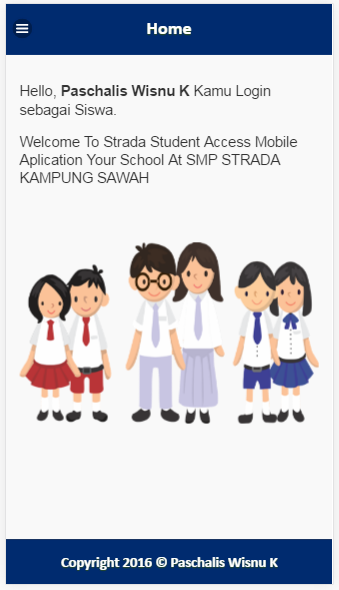 Home
Hello, Paschalis Wisnu K Kamu Login
sebagai Siswa.
Welcome To Strada Student Access Mobile
Aplication Your School At SMP STRADA
KAMPUNG SAWAH
Copyright 2016 © Paschalis Wisnu K